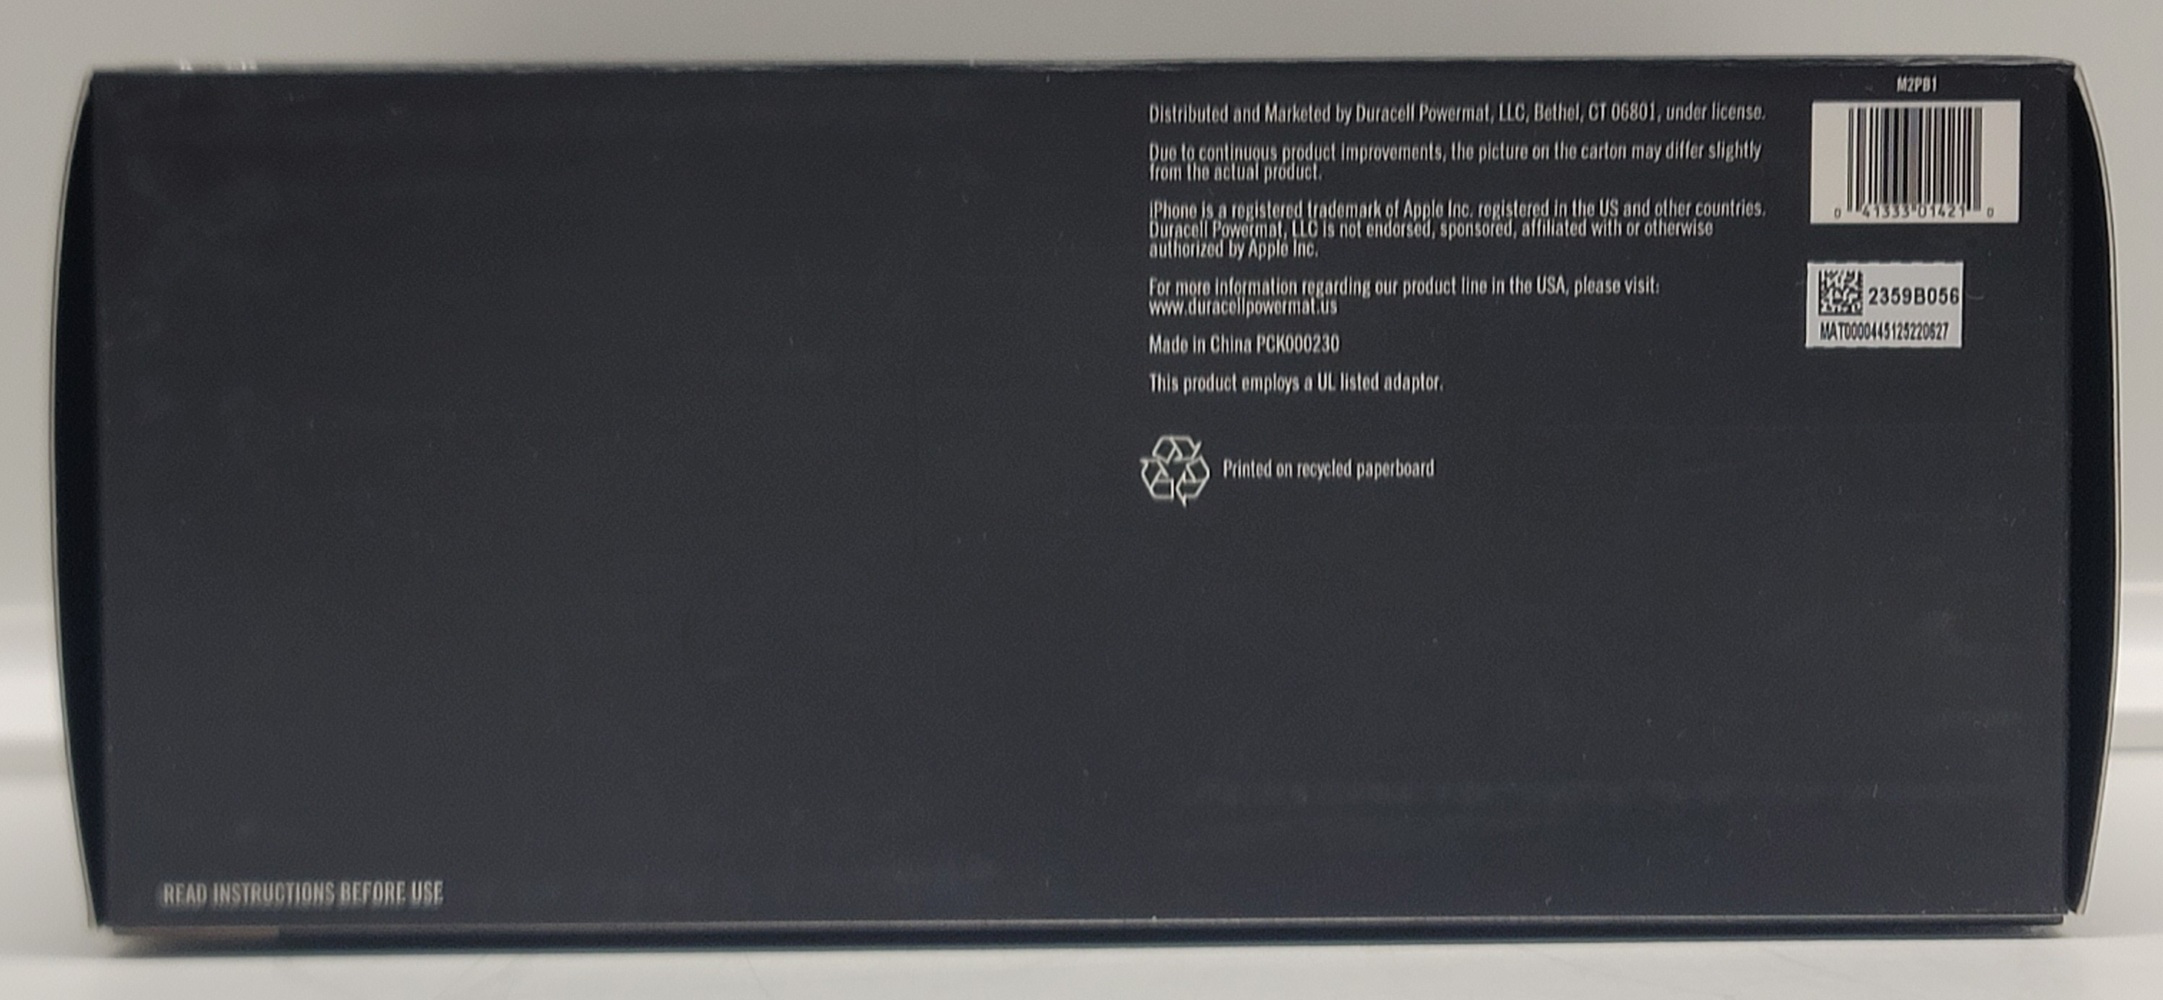 Distributed and Marketed by Duracell Powermat, LLC, Bethel, CT 06801, under license.
Due to continuous product improvements, the picture on the carton may differ slightly
from the actual product.
iPhone is a registered trademark of Apple Inc. registered in the US and other countries.
Duracell Powermat, LLC is not endorsed, sponsored, affiliated with or otherwise
authorized by Apple Inc.
For more information regarding our product line in the USA, please visit:
www.duracellpowermat.us
Made in China PCK000230
This product employs a UL listed adaptor.
Printed on recycled paperboard
M2PB1
0 41333 01421 0
2359B056
MAT0000445125220627
READ INSTRUCTIONS BEFORE USE